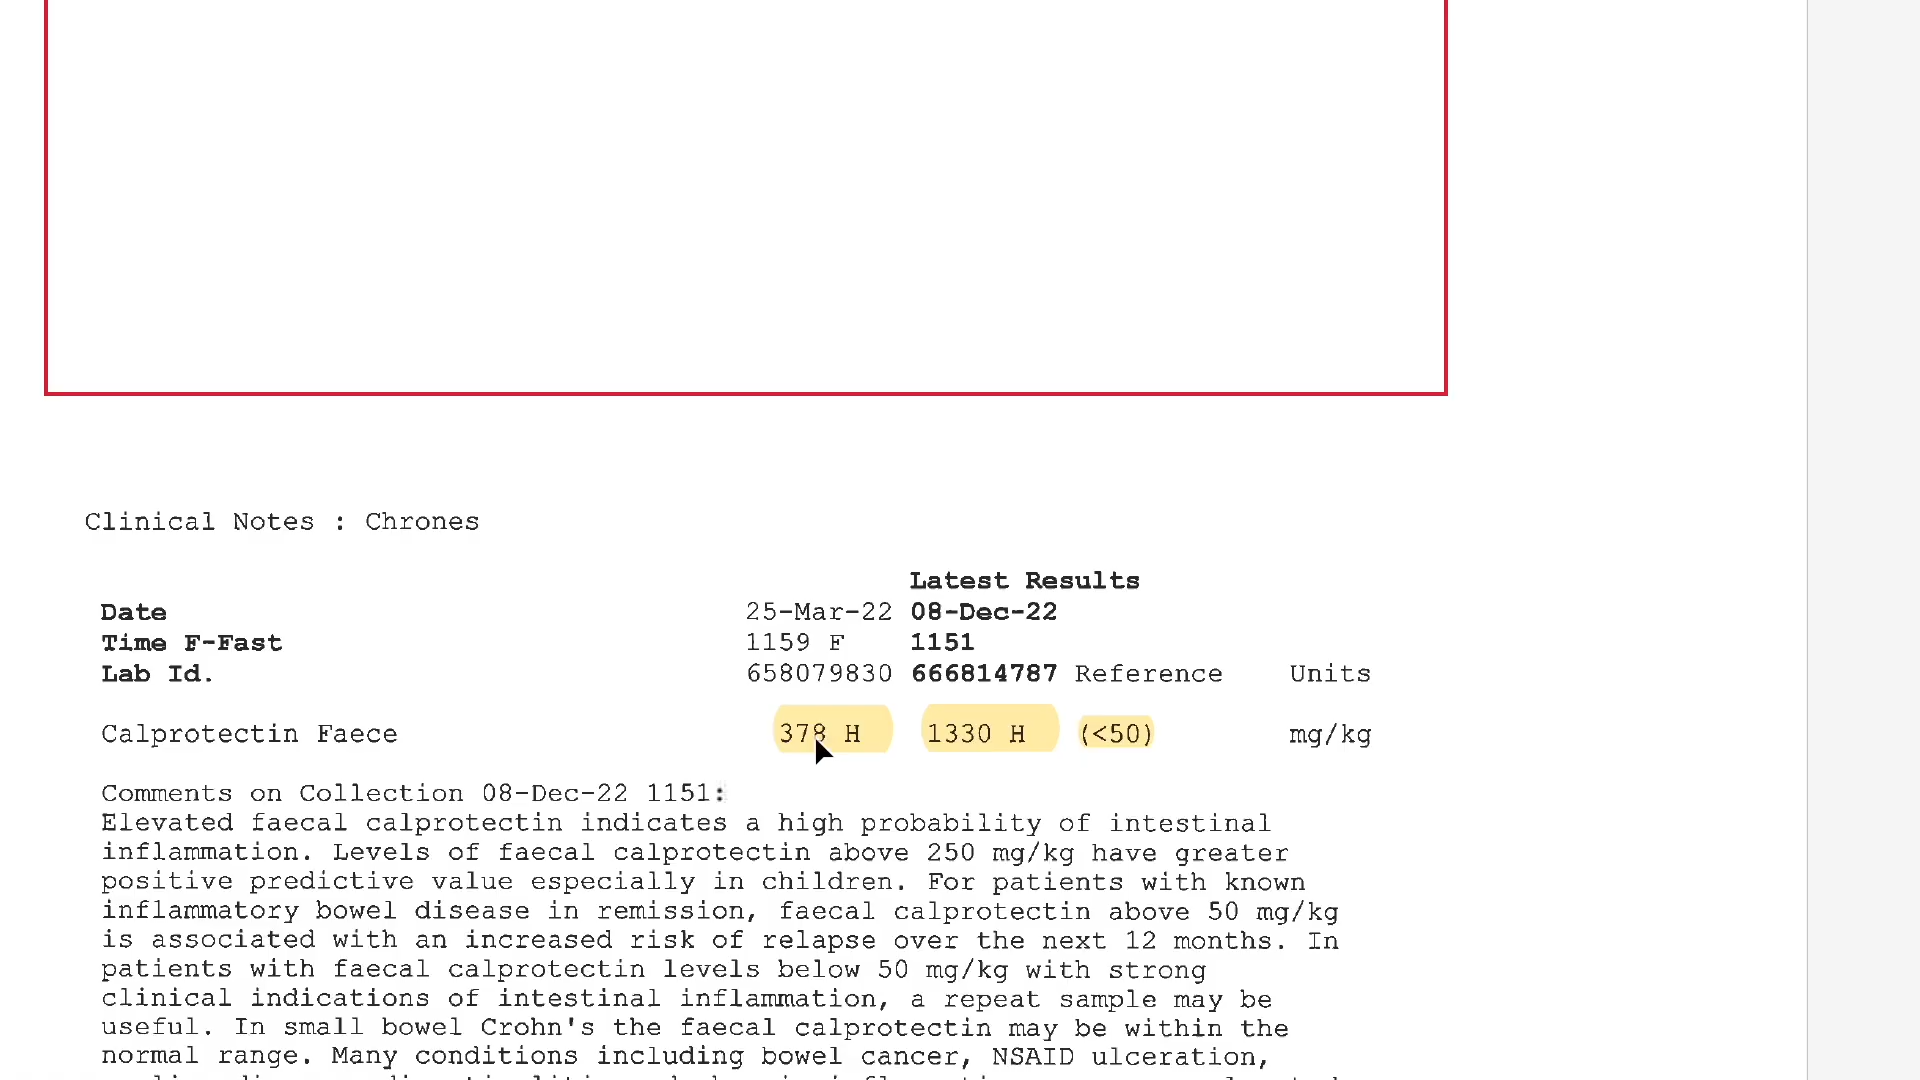 Clinical Notes : Chrones
Latest Results
Date 25-Mar-22 08-Dec-22
Time F-Fast 1159 F 1151
Lab Id. 658079830 666814787 Reference Units
Calprotectin Faece 378 H 1330 H (<50) mg/kg
Comments on Collection 08-Dec-22 1151:
Elevated faecal calprotectin indicates a high probability of intestinal
inflammation. Levels of faecal calprotectin above 250 mg/kg have greater
positive predictive value especially in children. For patients with known
inflammatory bowel disease in remission, faecal calprotectin above 50 mg/kg
is associated with an increased risk of relapse over the next 12 months. In
patients with faecal calprotectin levels below 50 mg/kg with strong
clinical indications of intestinal inflammation, a repeat sample may be
useful. In small bowel Crohn's the faecal calprotectin may be within the
normal range. Many conditions including bowel cancer, NSAID ulceration,